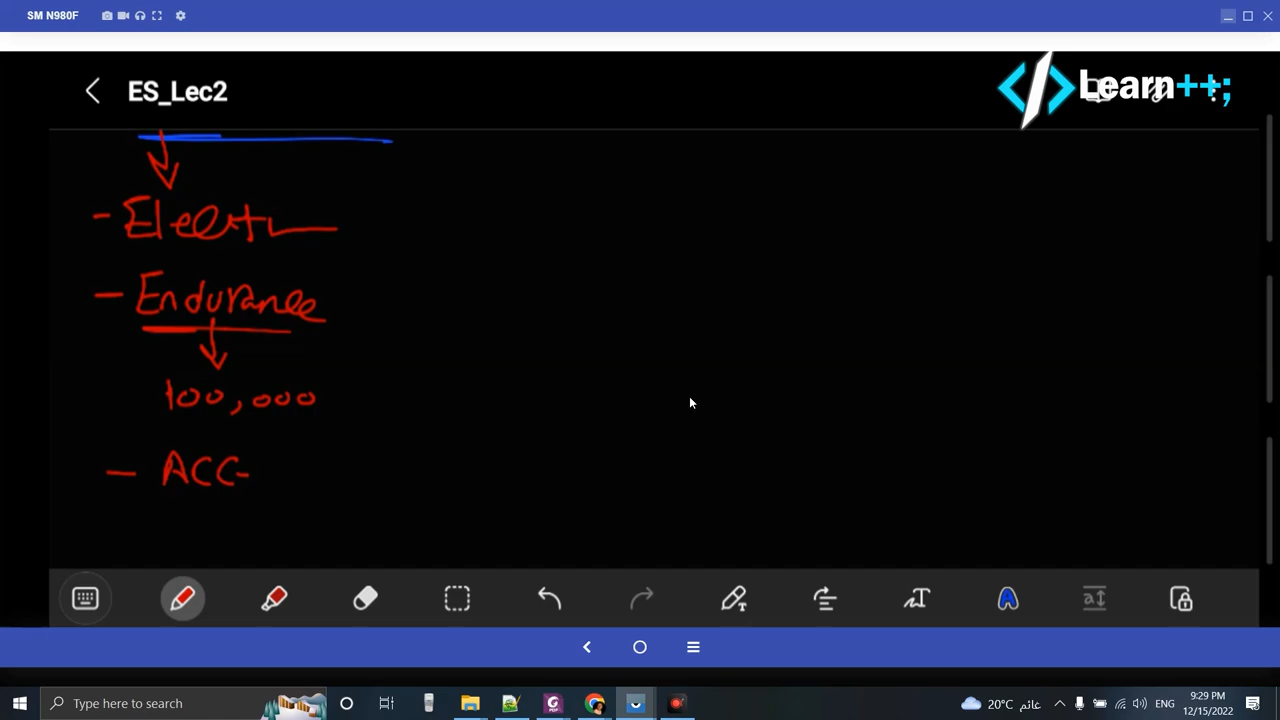 SM N980F
ES_Lec2
</> Learn++;
- Electr
- Endurance
100,000
- ACC
Type here to search
20°C غائم
ENG
9:29 PM
12/15/2022